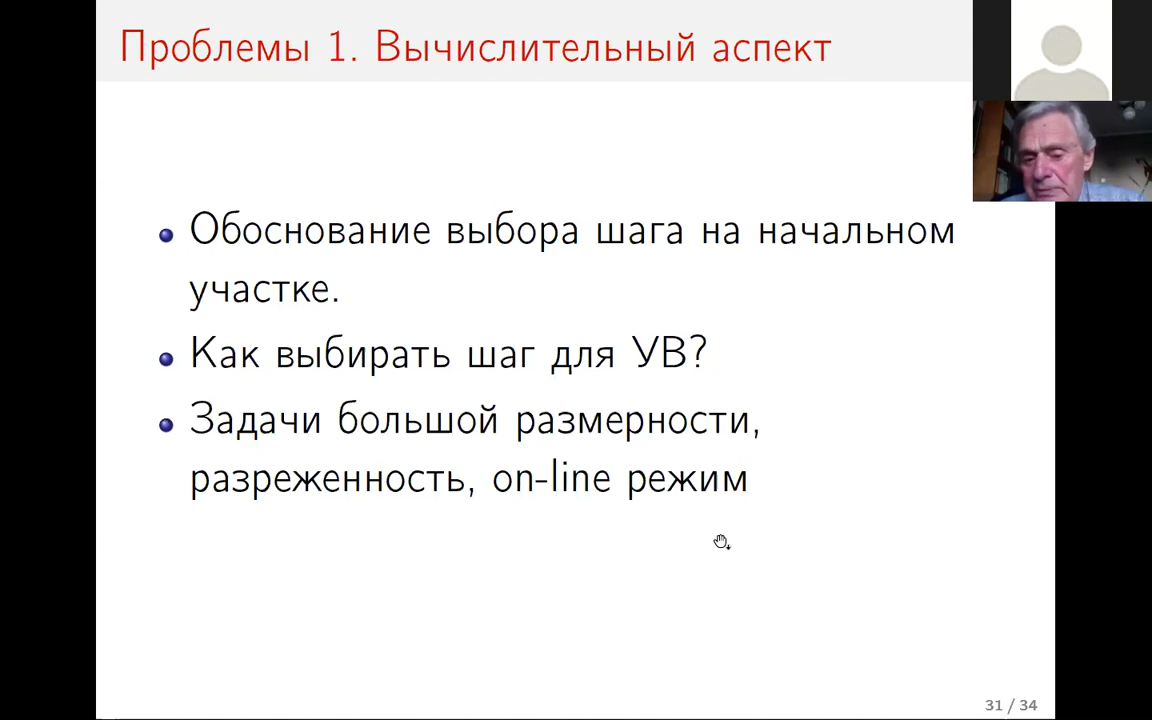 Проблемы 1. Вычислительный аспект
Обоснование выбора шага на начальном
участке.
Как выбирать шаг для УВ?
Задачи большой размерности,
разреженность, on-line режим
31 / 34